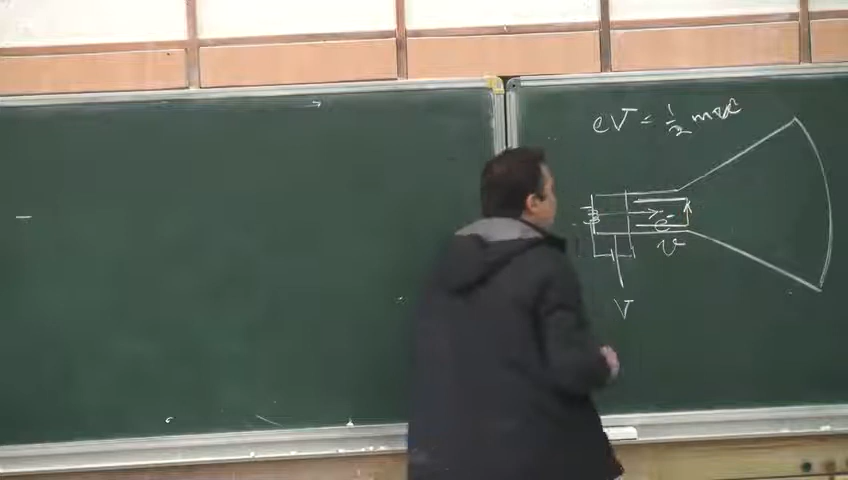 eV = ½ mv²
e⁻
v
V